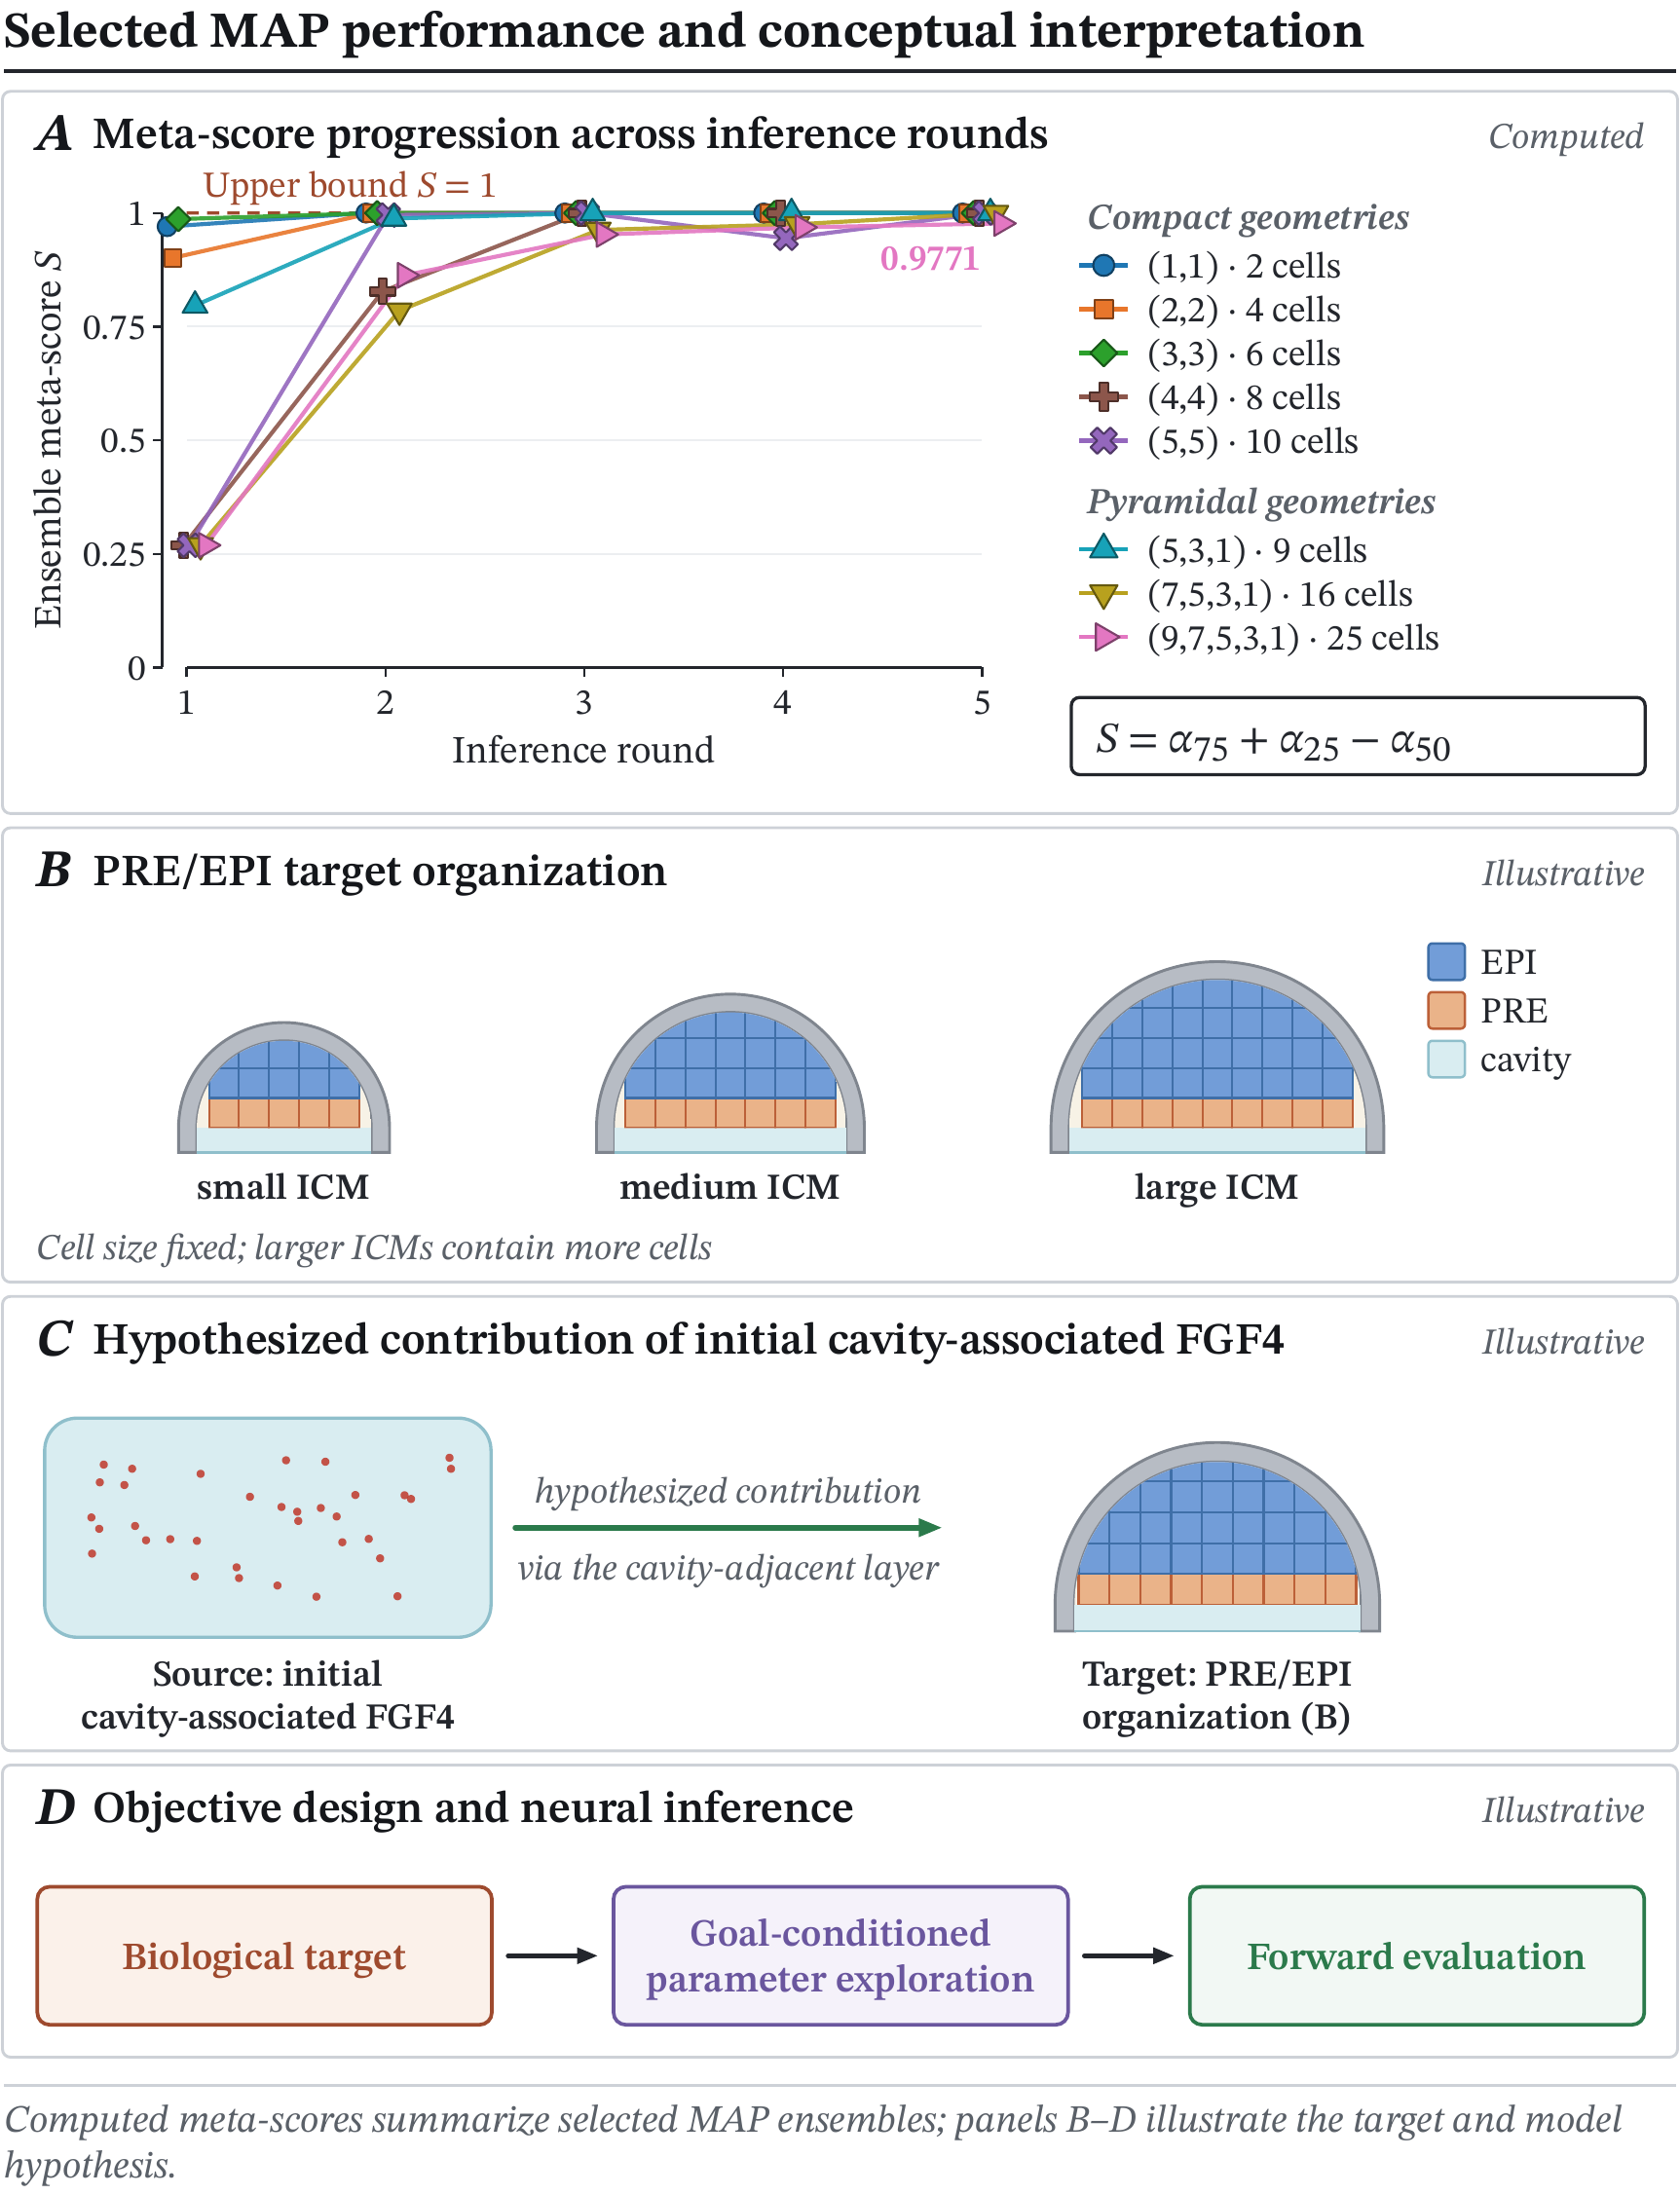 Selected MAP performance and conceptual interpretation
A Meta-score progression across inference rounds
Computed
Upper bound S = 1
1
0.75
0.5
0.25
0
Ensemble meta-score S
0.9771
1 2 3 4 5
Inference round
Compact geometries
(1,1) · 2 cells
(2,2) · 4 cells
(3,3) · 6 cells
(4,4) · 8 cells
(5,5) · 10 cells
Pyramidal geometries
(5,3,1) · 9 cells
(7,5,3,1) · 16 cells
(9,7,5,3,1) · 25 cells
S = α75 + α25 − α50
B PRE/EPI target organization
Illustrative
EPI
PRE
cavity
small ICM
medium ICM
large ICM
Cell size fixed; larger ICMs contain more cells
C Hypothesized contribution of initial cavity-associated FGF4
Illustrative
hypothesized contribution
via the cavity-adjacent layer
Source: initial
cavity-associated FGF4
Target: PRE/EPI
organization (B)
D Objective design and neural inference
Illustrative
Biological target
Goal-conditioned
parameter exploration
Forward evaluation
Computed meta-scores summarize selected MAP ensembles; panels B–D illustrate the target and model
hypothesis.